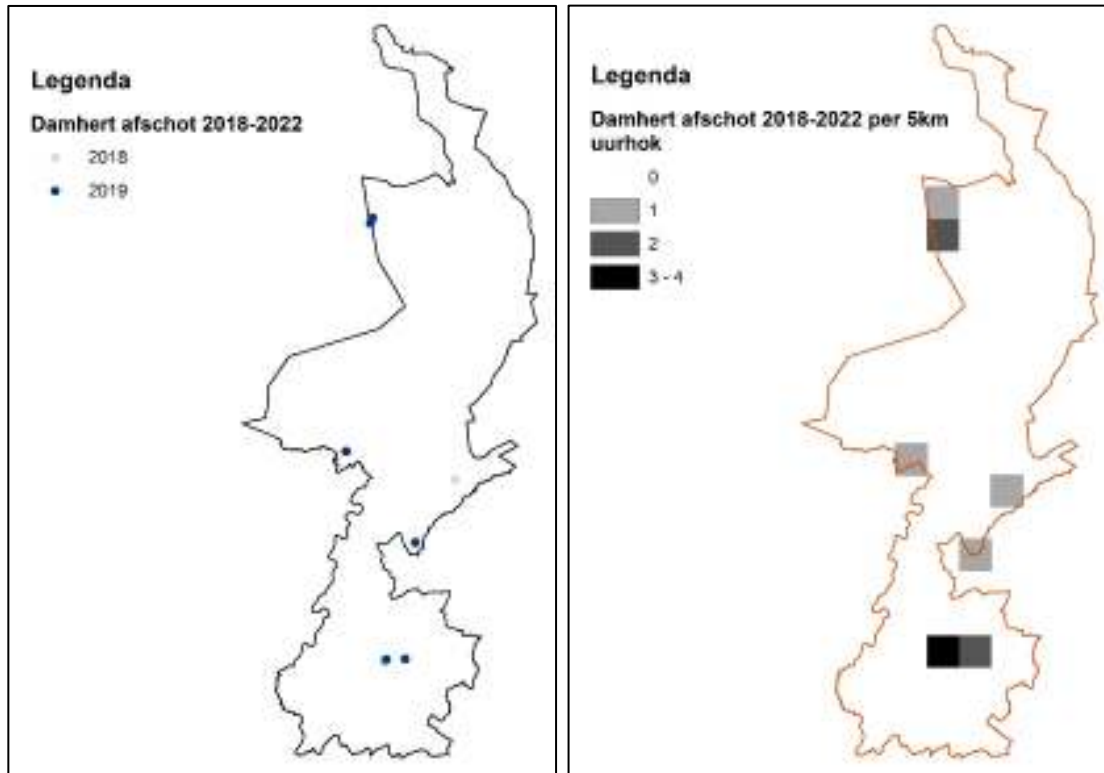 Legenda
Damhert afschot 2018-2022
2018
2019
Legenda
Damhert afschot 2018-2022 per 5km
uurhok
0
1
2
3 - 4